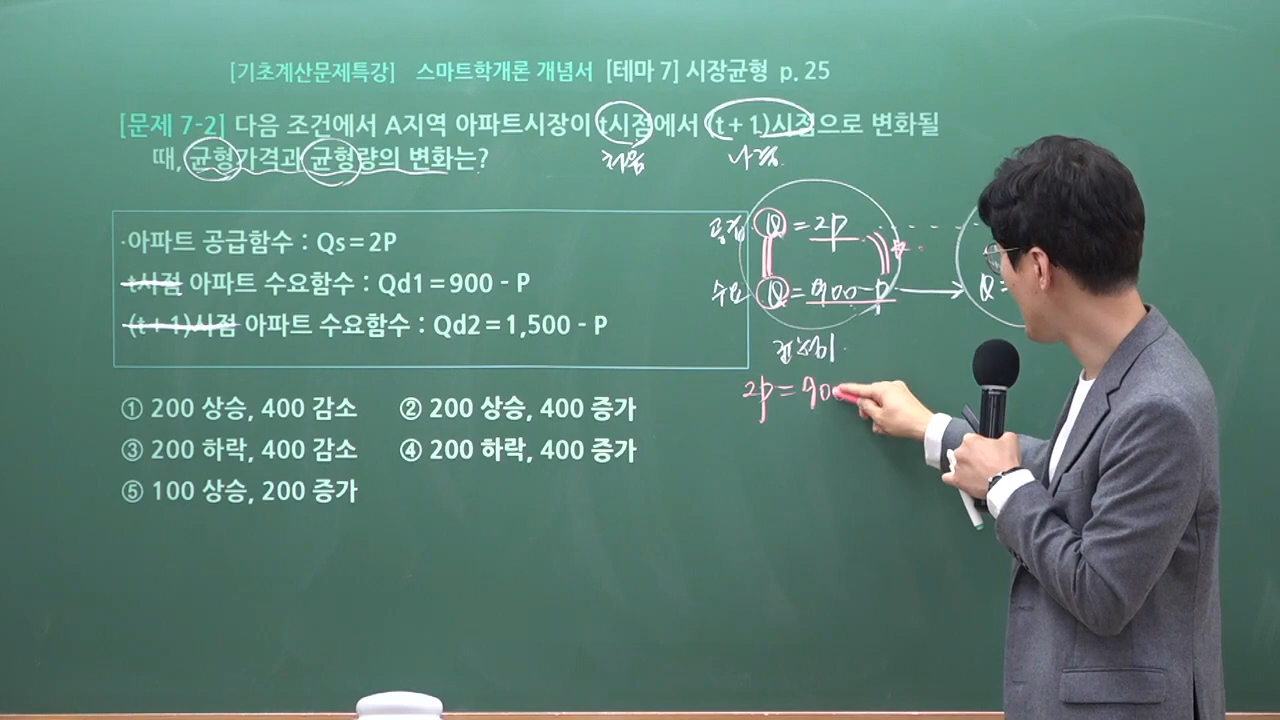 [기초계산문제특강] 스마트학개론 개념서 [테마 7] 시장균형 p. 25
[문제 7-2] 다음 조건에서 A지역 아파트시장이 t시점에서 (t+1)시점으로 변화될
때, 균형가격과 균형량의 변화는?
처음 나중
·아파트 공급함수 : Qs=2P
t시점 아파트 수요함수 : Qd1=900 - P
(t+1)시점 아파트 수요함수 : Qd2=1,500 - P
① 200 상승, 400 감소 ② 200 상승, 400 증가
③ 200 하락, 400 감소 ④ 200 하락, 400 증가
⑤ 100 상승, 200 증가
공급 Q = 2P
수요 Q = 900-P
Q =
2P = 900